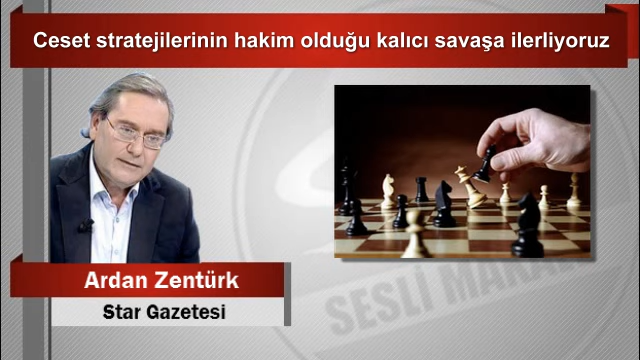 Ceset stratejilerinin hakim olduğu kalıcı savaşa ilerliyoruz
Ardan Zentürk
Star Gazetesi
SESLİ MAKALE